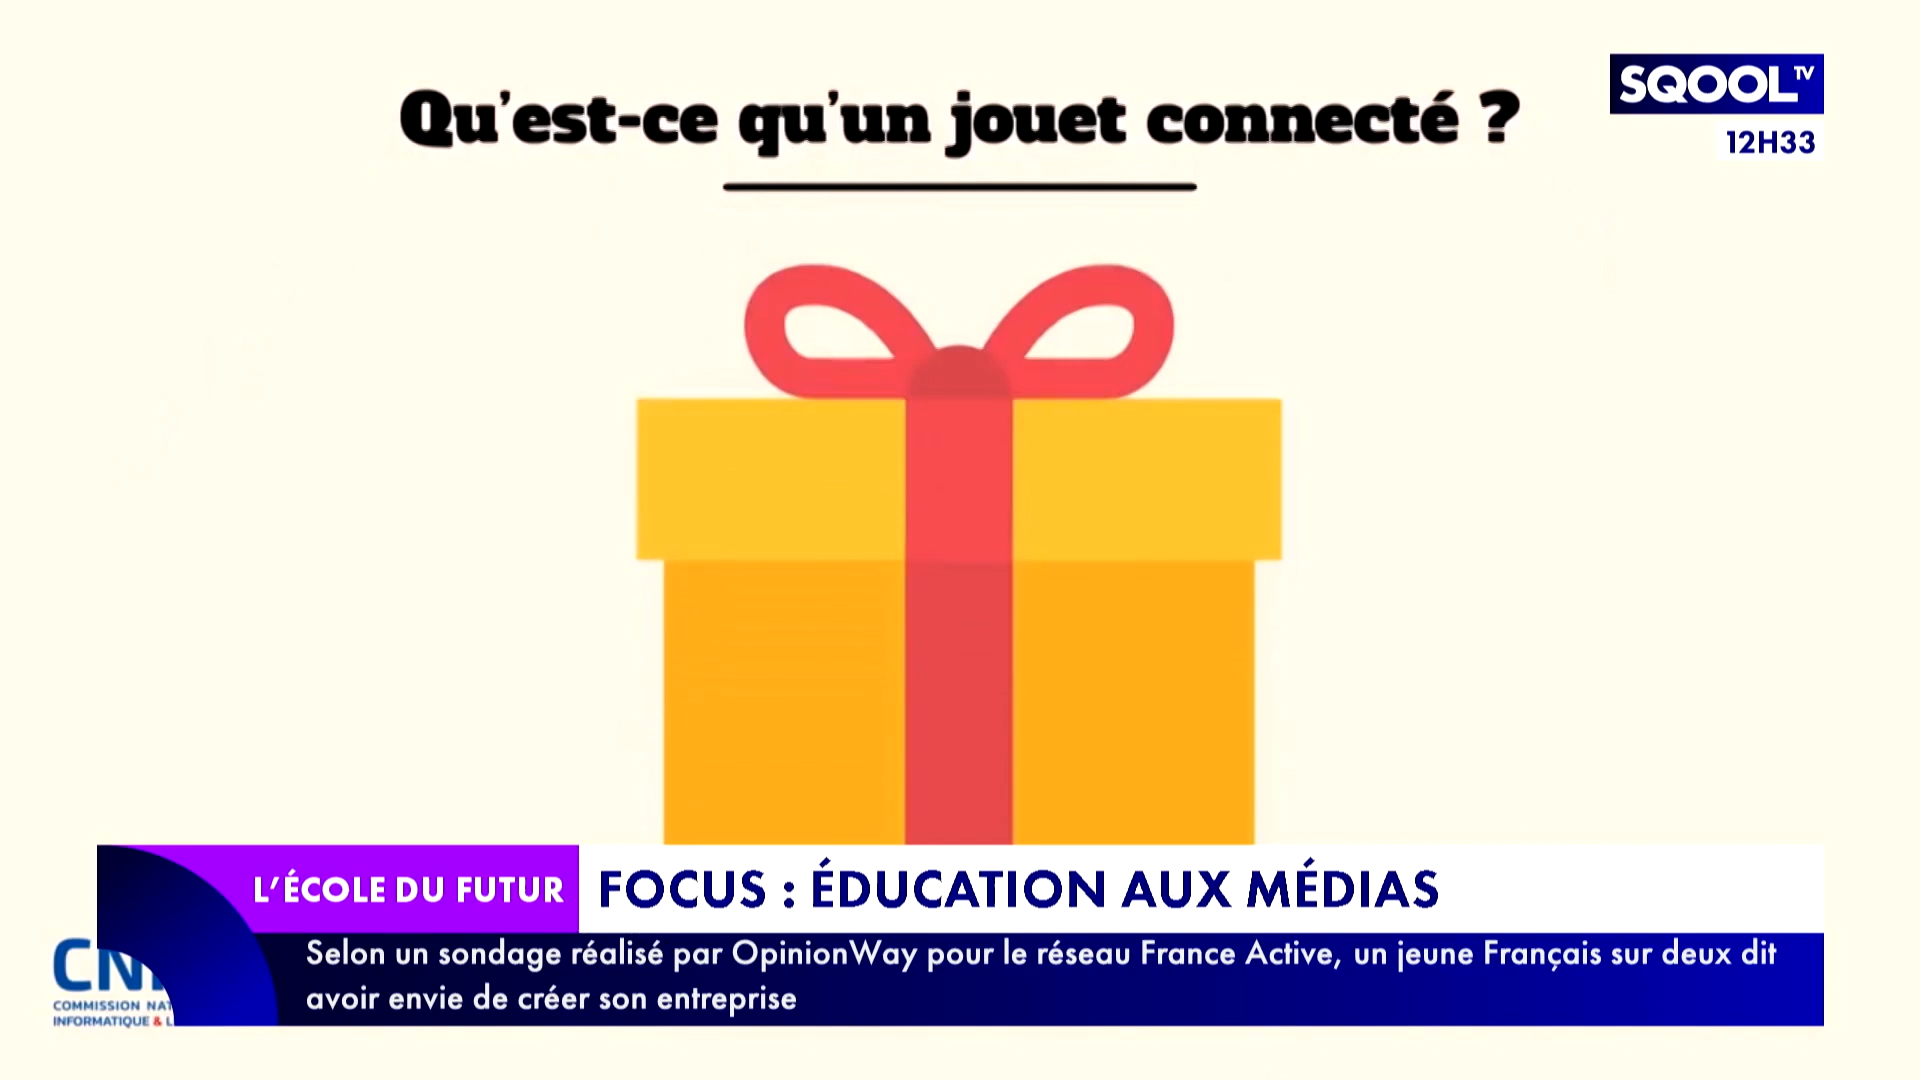 Qu'est-ce qu'un jouet connecté ?
SQOOL TV
12H33
L'ÉCOLE DU FUTUR
FOCUS : ÉDUCATION AUX MÉDIAS
Selon un sondage réalisé par OpinionWay pour le réseau France Active, un jeune Français sur deux dit
avoir envie de créer son entreprise
COMMISSION
INFORMATIQUE &